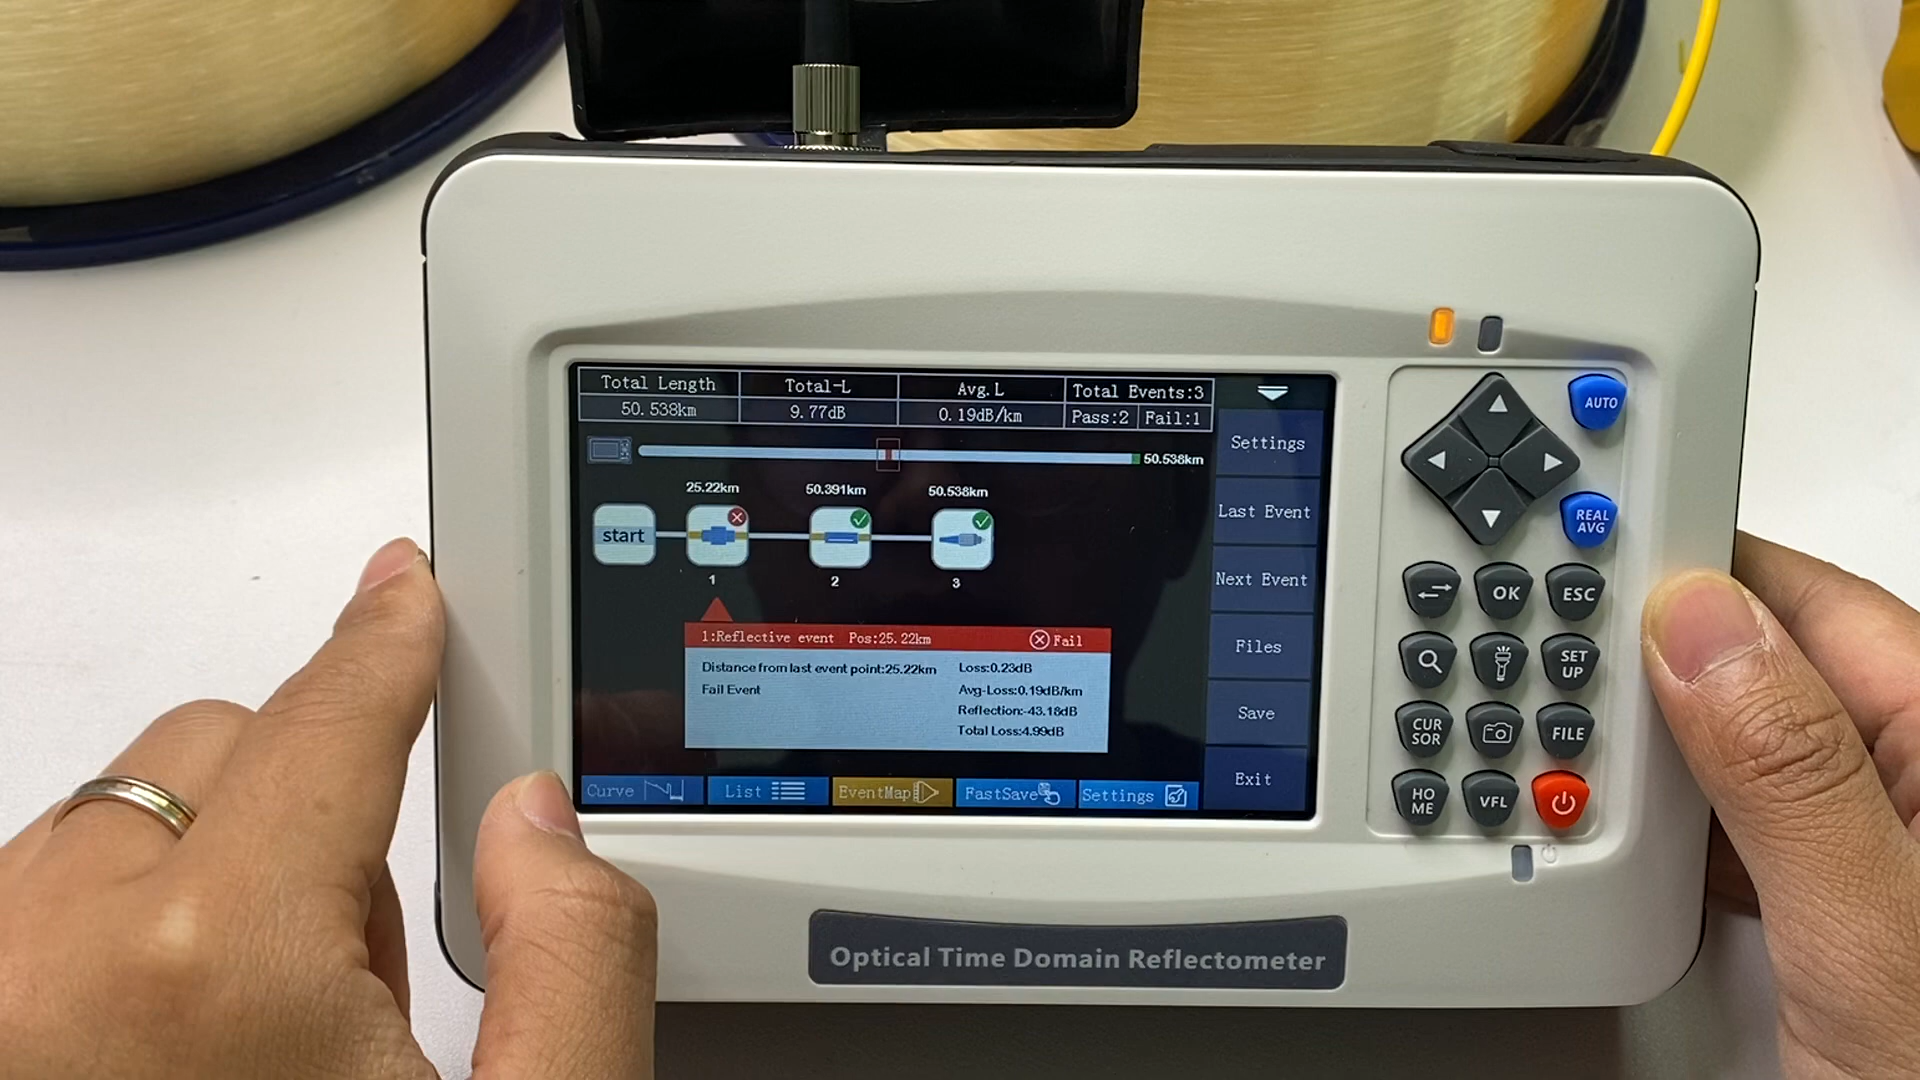 Total Length Total-L Avg.L Total Events:3
50.538km 9.77dB 0.19dB/km Pass:2 Fail:1
50.538km
25.22km 50.391km 50.538km
start
1 2 3
1:Reflective event Pos:25.22km Fail
Distance from last event point:25.22km Loss:0.23dB
Fail Event Avg-Loss:0.19dB/km
Reflection:-43.18dB
Total Loss:4.99dB
Curve List EventMap FastSave Settings
Settings
Last Event
Next Event
Files
Save
Exit
AUTO
REAL
AVG
OK ESC
SET
UP
CUR
SOR
FILE
HO
ME
VFL
Optical Time Domain Reflectometer